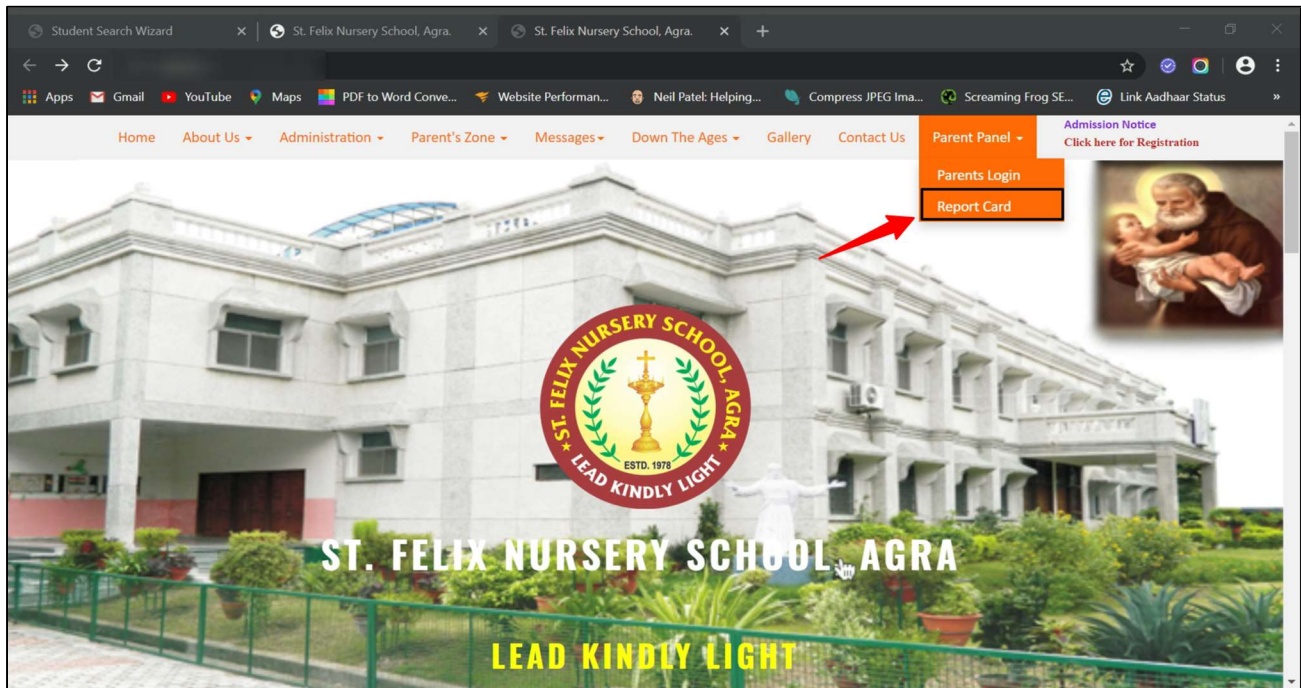 Student Search Wizard
St. Felix Nursery School, Agra.
St. Felix Nursery School, Agra.
Apps
Gmail
YouTube
Maps
PDF to Word Conve...
Website Performan...
Neil Patel: Helping...
Compress JPEG Ima...
Screaming Frog SE...
Link Aadhaar Status
»
Home
About Us
Administration
Parent's Zone
Messages
Down The Ages
Gallery
Contact Us
Parent Panel
Admission Notice
Click here for Registration
Parents Login
Report Card
ST. FELIX NURSERY SCHOOL, AGRA
ESTD. 1978
LEAD KINDLY LIGHT
ST. FELIX NURSERY SCHOOL, AGRA
LEAD KINDLY LIGHT